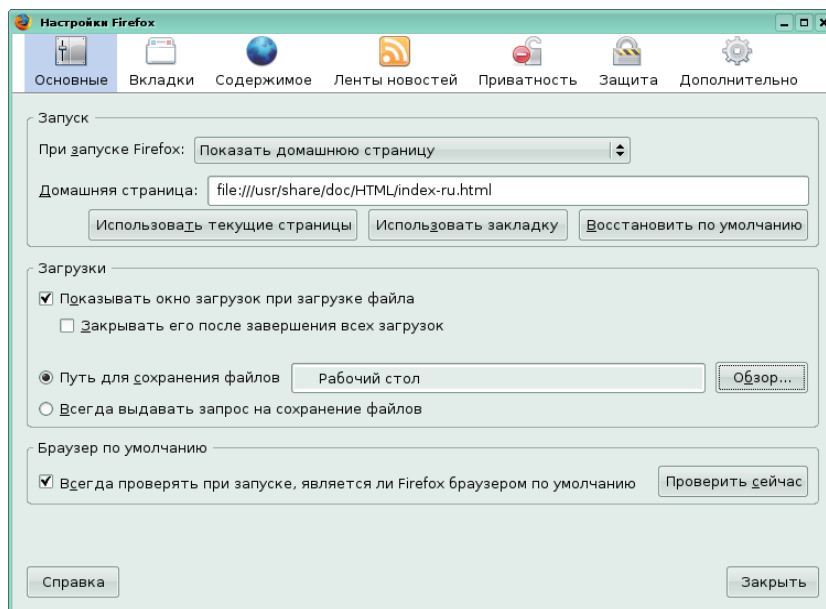 Настройки Firefox
Основные Вкладки Содержимое Ленты новостей Приватность Защита Дополнительно
Запуск
При запуске Firefox: Показать домашнюю страницу
Домашняя страница: file:///usr/share/doc/HTML/index-ru.html
Использовать текущие страницы Использовать закладку Восстановить по умолчанию
Загрузки
Показывать окно загрузок при загрузке файла
Закрывать его после завершения всех загрузок
Путь для сохранения файлов Рабочий стол Обзор...
Всегда выдавать запрос на сохранение файлов
Браузер по умолчанию
Всегда проверять при запуске, является ли Firefox браузером по умолчанию Проверить сейчас
Справка Закрыть